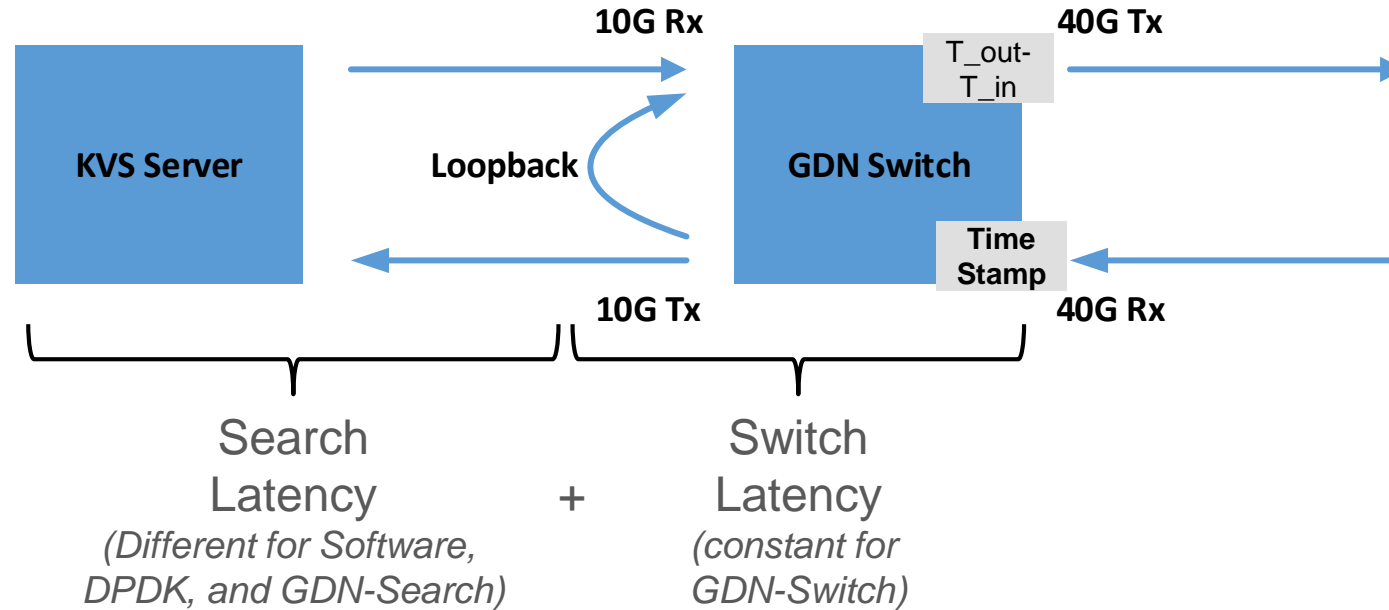 10G Rx
40G Tx
T_out-
T_in
KVS Server
Loopback
GDN Switch
Time
Stamp
10G Tx
40G Rx
Search
Latency
(Different for Software,
DPDK, and GDN-Search)
+
Switch
Latency
(constant for
GDN-Switch)